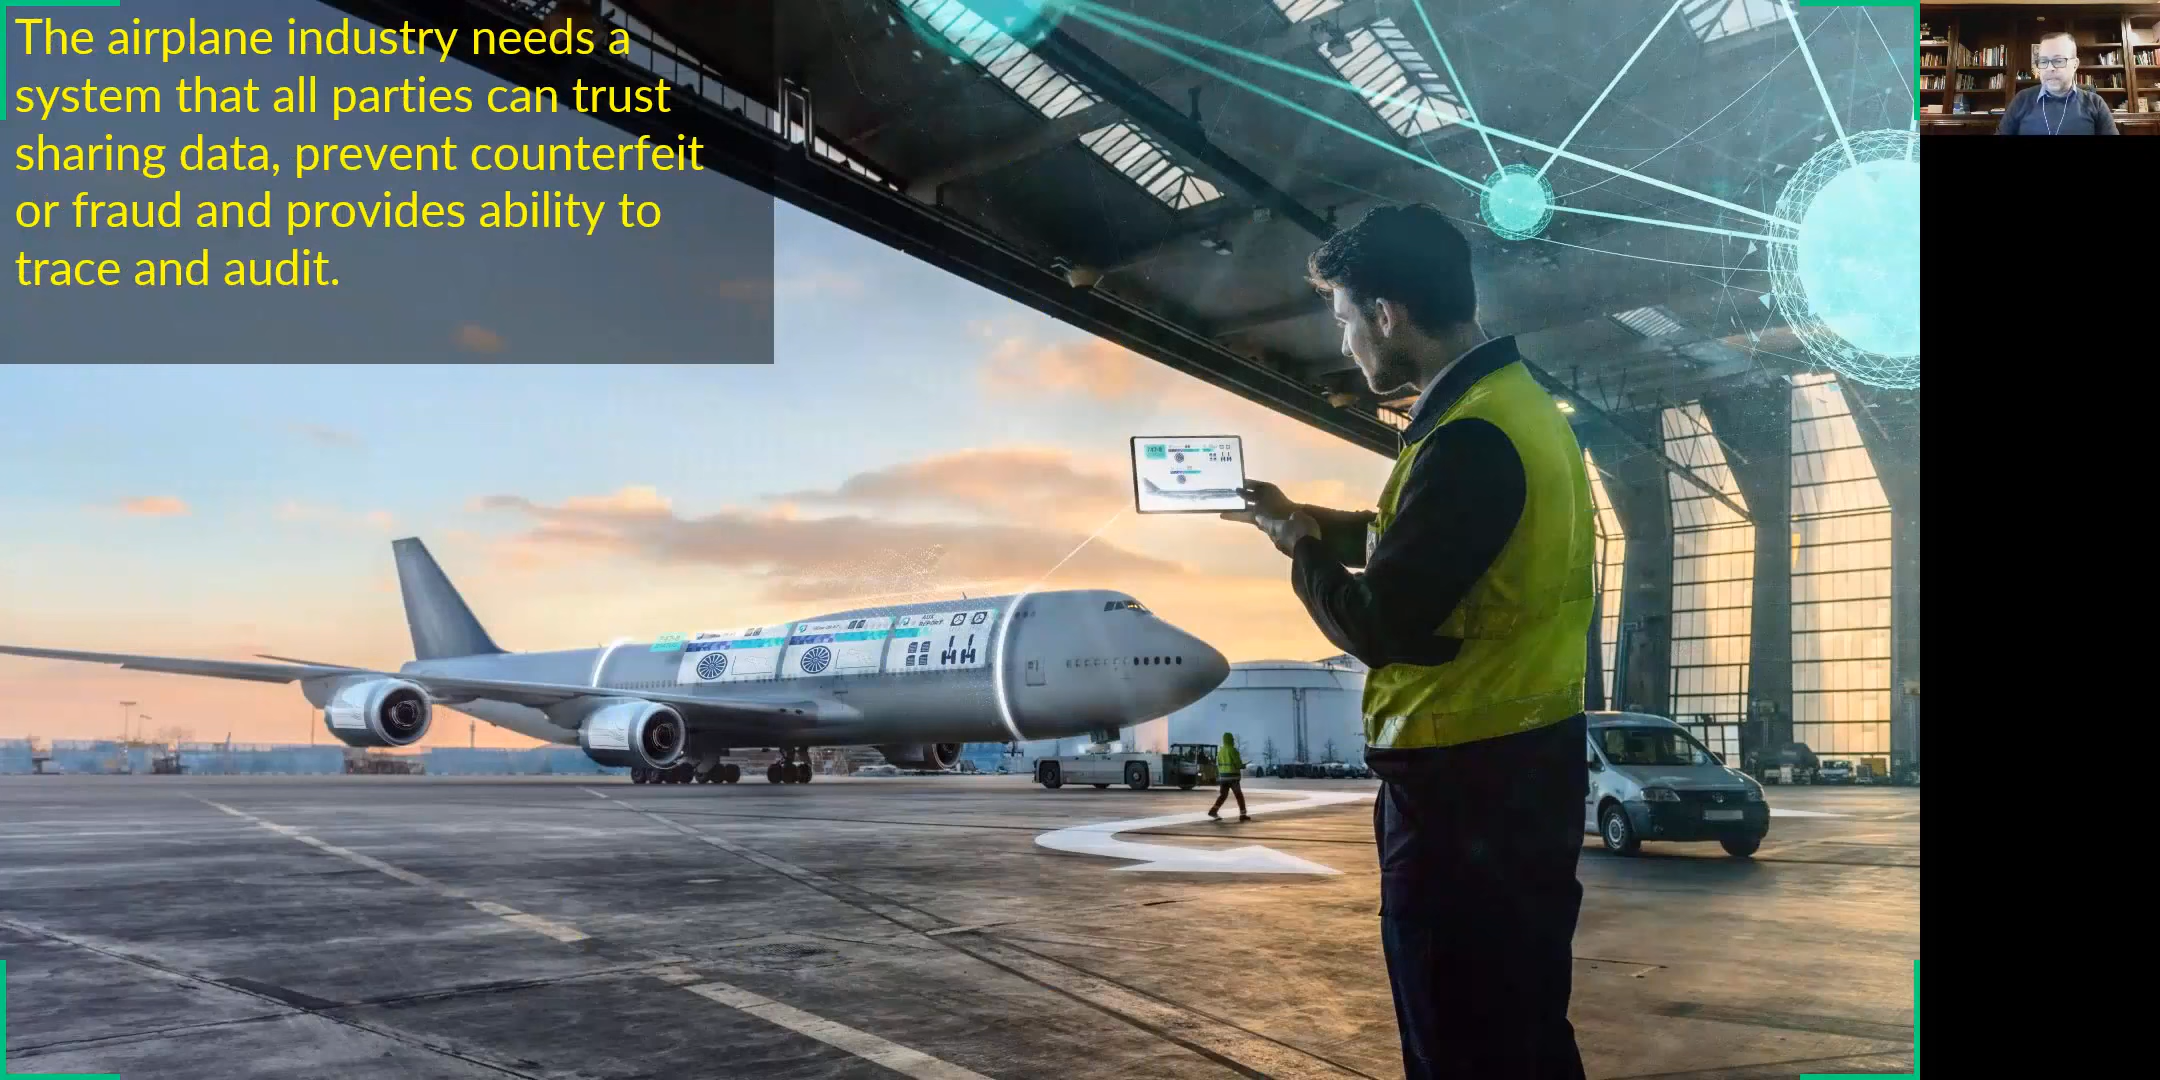 The airplane industry needs a
system that all parties can trust
sharing data, prevent counterfeit
or fraud and provides ability to
trace and audit.